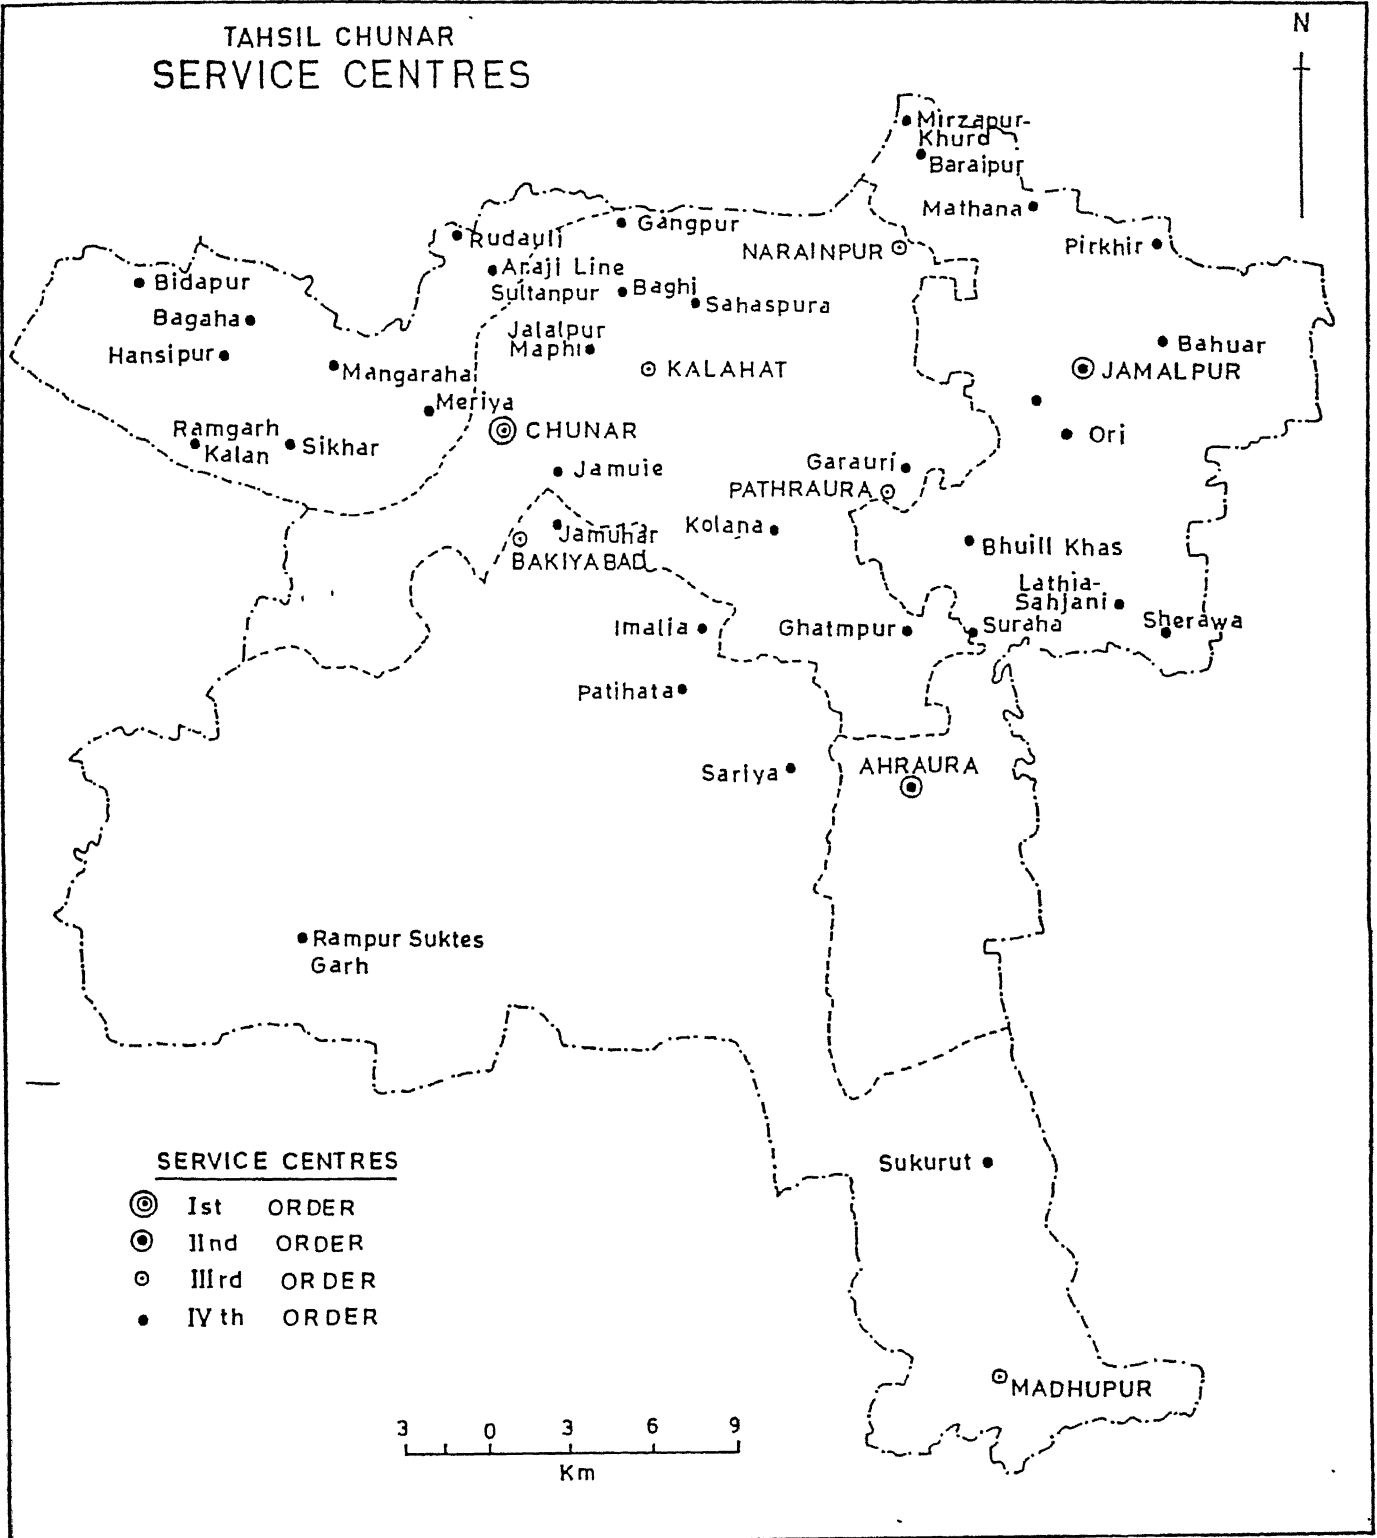 TAHSIL CHUNAR
SERVICE CENTRES
N
Mirzapur-
Khurd
Baraipur
Mathana
Pirkhir
NARAINPUR
Gangpur
Rudauli
Araji Line
Sultanpur
Baghi
Sahaspura
Bidapur
Bagaha
Hansipur
Mangaraha
Jalalpur
Maphi
KALAHAT
Bahuar
JAMALPUR
Meriya
CHUNAR
Ori
Ramgarh
Kalan
Sikhar
Jamuie
Garauri
PATHRAURA
Kolana
Jamuhar
BAKIYABAD
Bhuili Khas
Lathia-
Sahjani
Sherawa
Suraha
Ghatmpur
Imalia
Patihata
Sariya
AHRAURA
Rampur Suktes
Garh
Sukurut
SERVICE CENTRES
Ist ORDER
IInd ORDER
IIIrd ORDER
IVth ORDER
MADHUPUR
3 0 3 6 9
Km